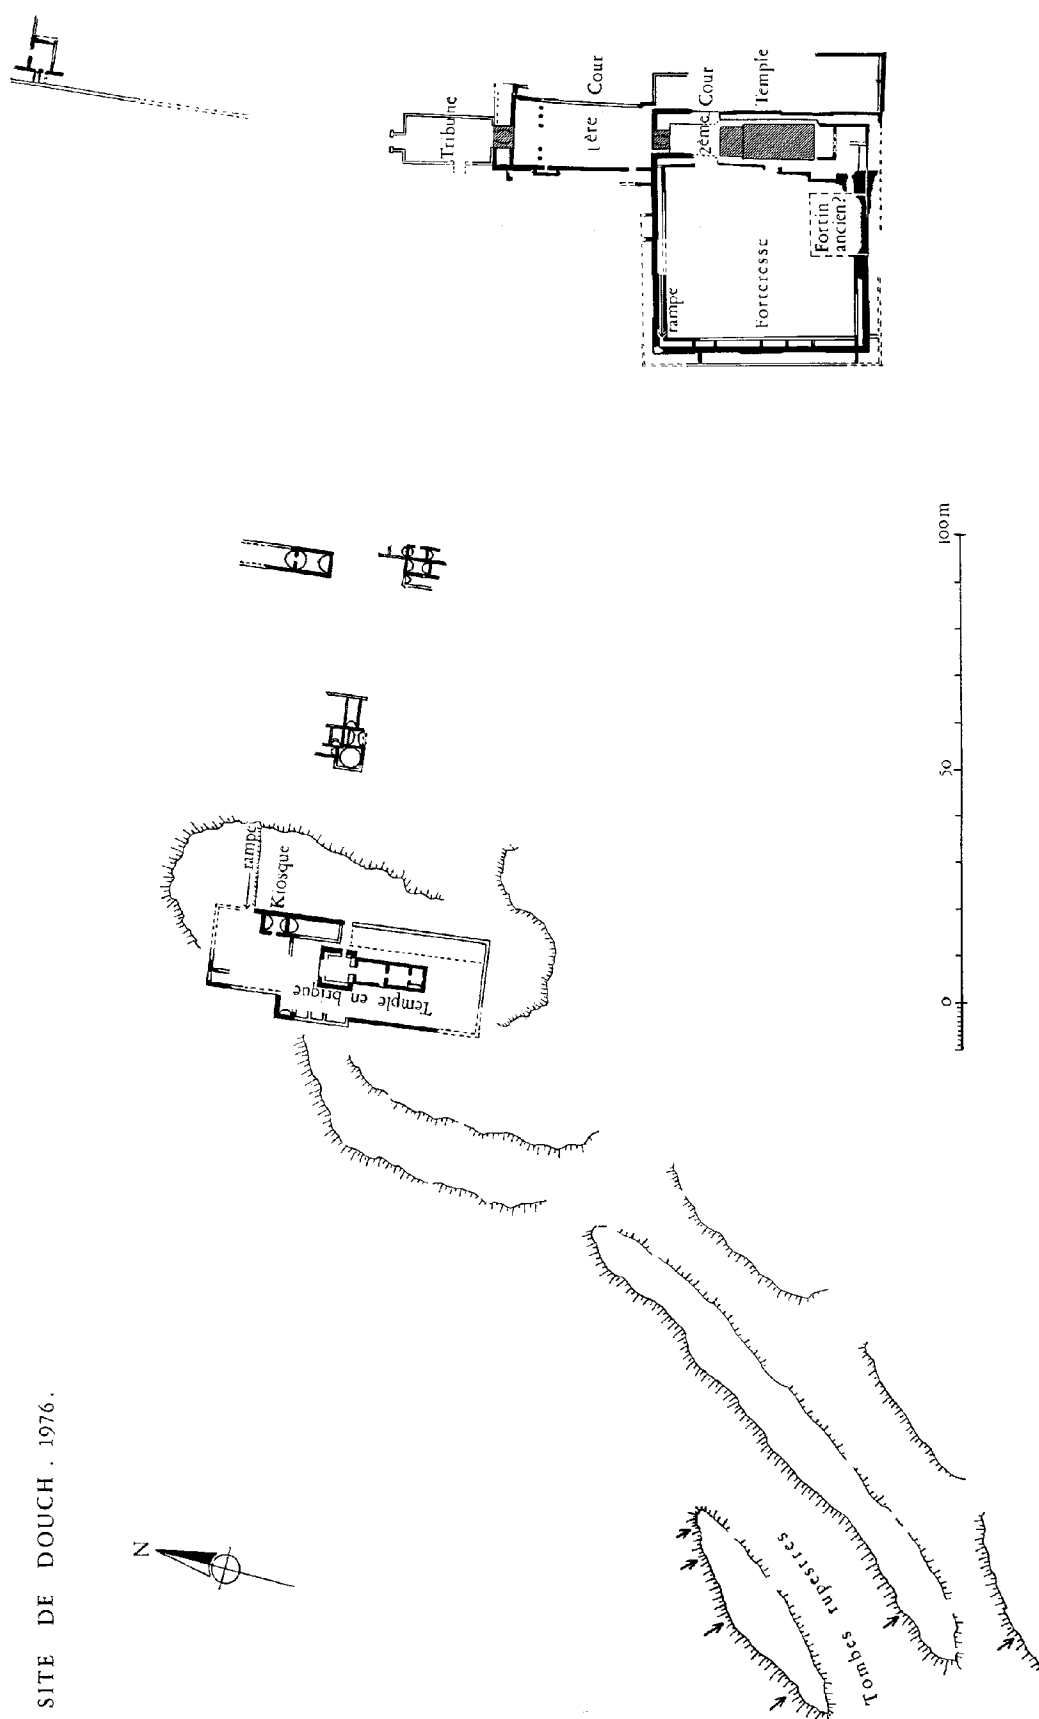 SITE DE DOUCH . 1976.
N
Tribune
1ère Cour
2ème Cour
Temple
rampe
Forteresse
Fortin
ancien?
rampe
Kiosque
Temple en brique
Tombes rupestres
0
50
100m